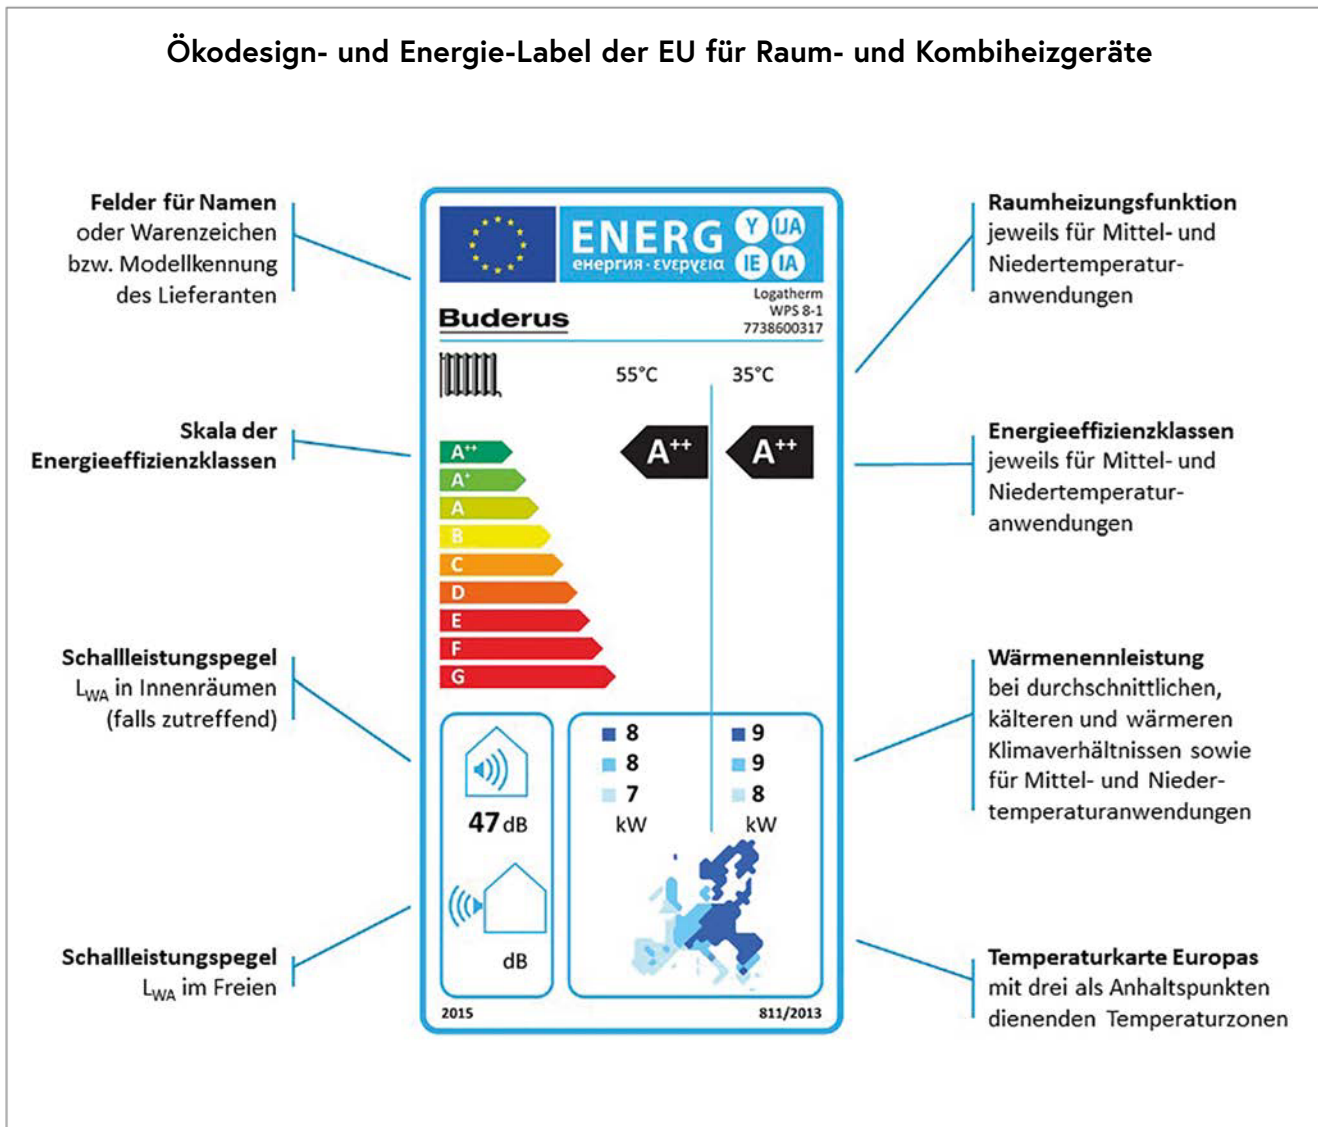 Ökodesign- und Energie-Label der EU für Raum- und Kombiheizgeräte
Felder für Namen
oder Warenzeichen
bzw. Modellkennung
des Lieferanten
Skala der
Energieeffizienzklassen
Schallleistungspegel
LWA in Innenräumen
(falls zutreffend)
Schallleistungspegel
LWA im Freien
ENERG
енергия · ενεργεια
Y IJA
IE IA
Logatherm
WPS 8-1
7738600317
Buderus
55°C 35°C
A++ A++
A++
A+
A
B
C
D
E
F
G
47 dB
dB
8 9
8 9
7 8
kW kW
2015 811/2013
Raumheizungsfunktion
jeweils für Mittel- und
Niedertemperatur-
anwendungen
Energieeffizienzklassen
jeweils für Mittel- und
Niedertemperatur-
anwendungen
Wärmenennleistung
bei durchschnittlichen,
kälteren und wärmeren
Klimaverhältnissen sowie
für Mittel- und Nieder-
temperaturanwendungen
Temperaturkarte Europas
mit drei als Anhaltspunkten
dienenden Temperaturzonen